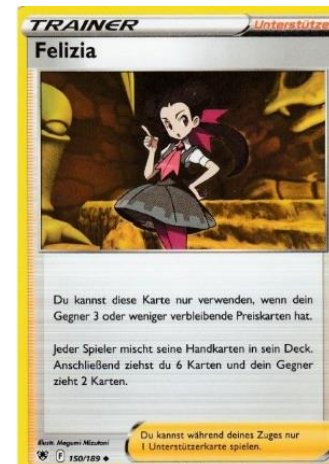 TRAINER Unterstütze
Felizia
Du kannst diese Karte nur verwenden, wenn dein
Gegner 3 oder weniger verbleibende Preiskarten hat.
Jeder Spieler mischt seine Handkarten in sein Deck.
Anschließend ziehst du 6 Karten und dein Gegner
zieht 2 Karten.
Du kannst während deines Zuges nur
1 Unterstützerkarte spielen.
Illustr. Megumi Mizutani
F 150/189